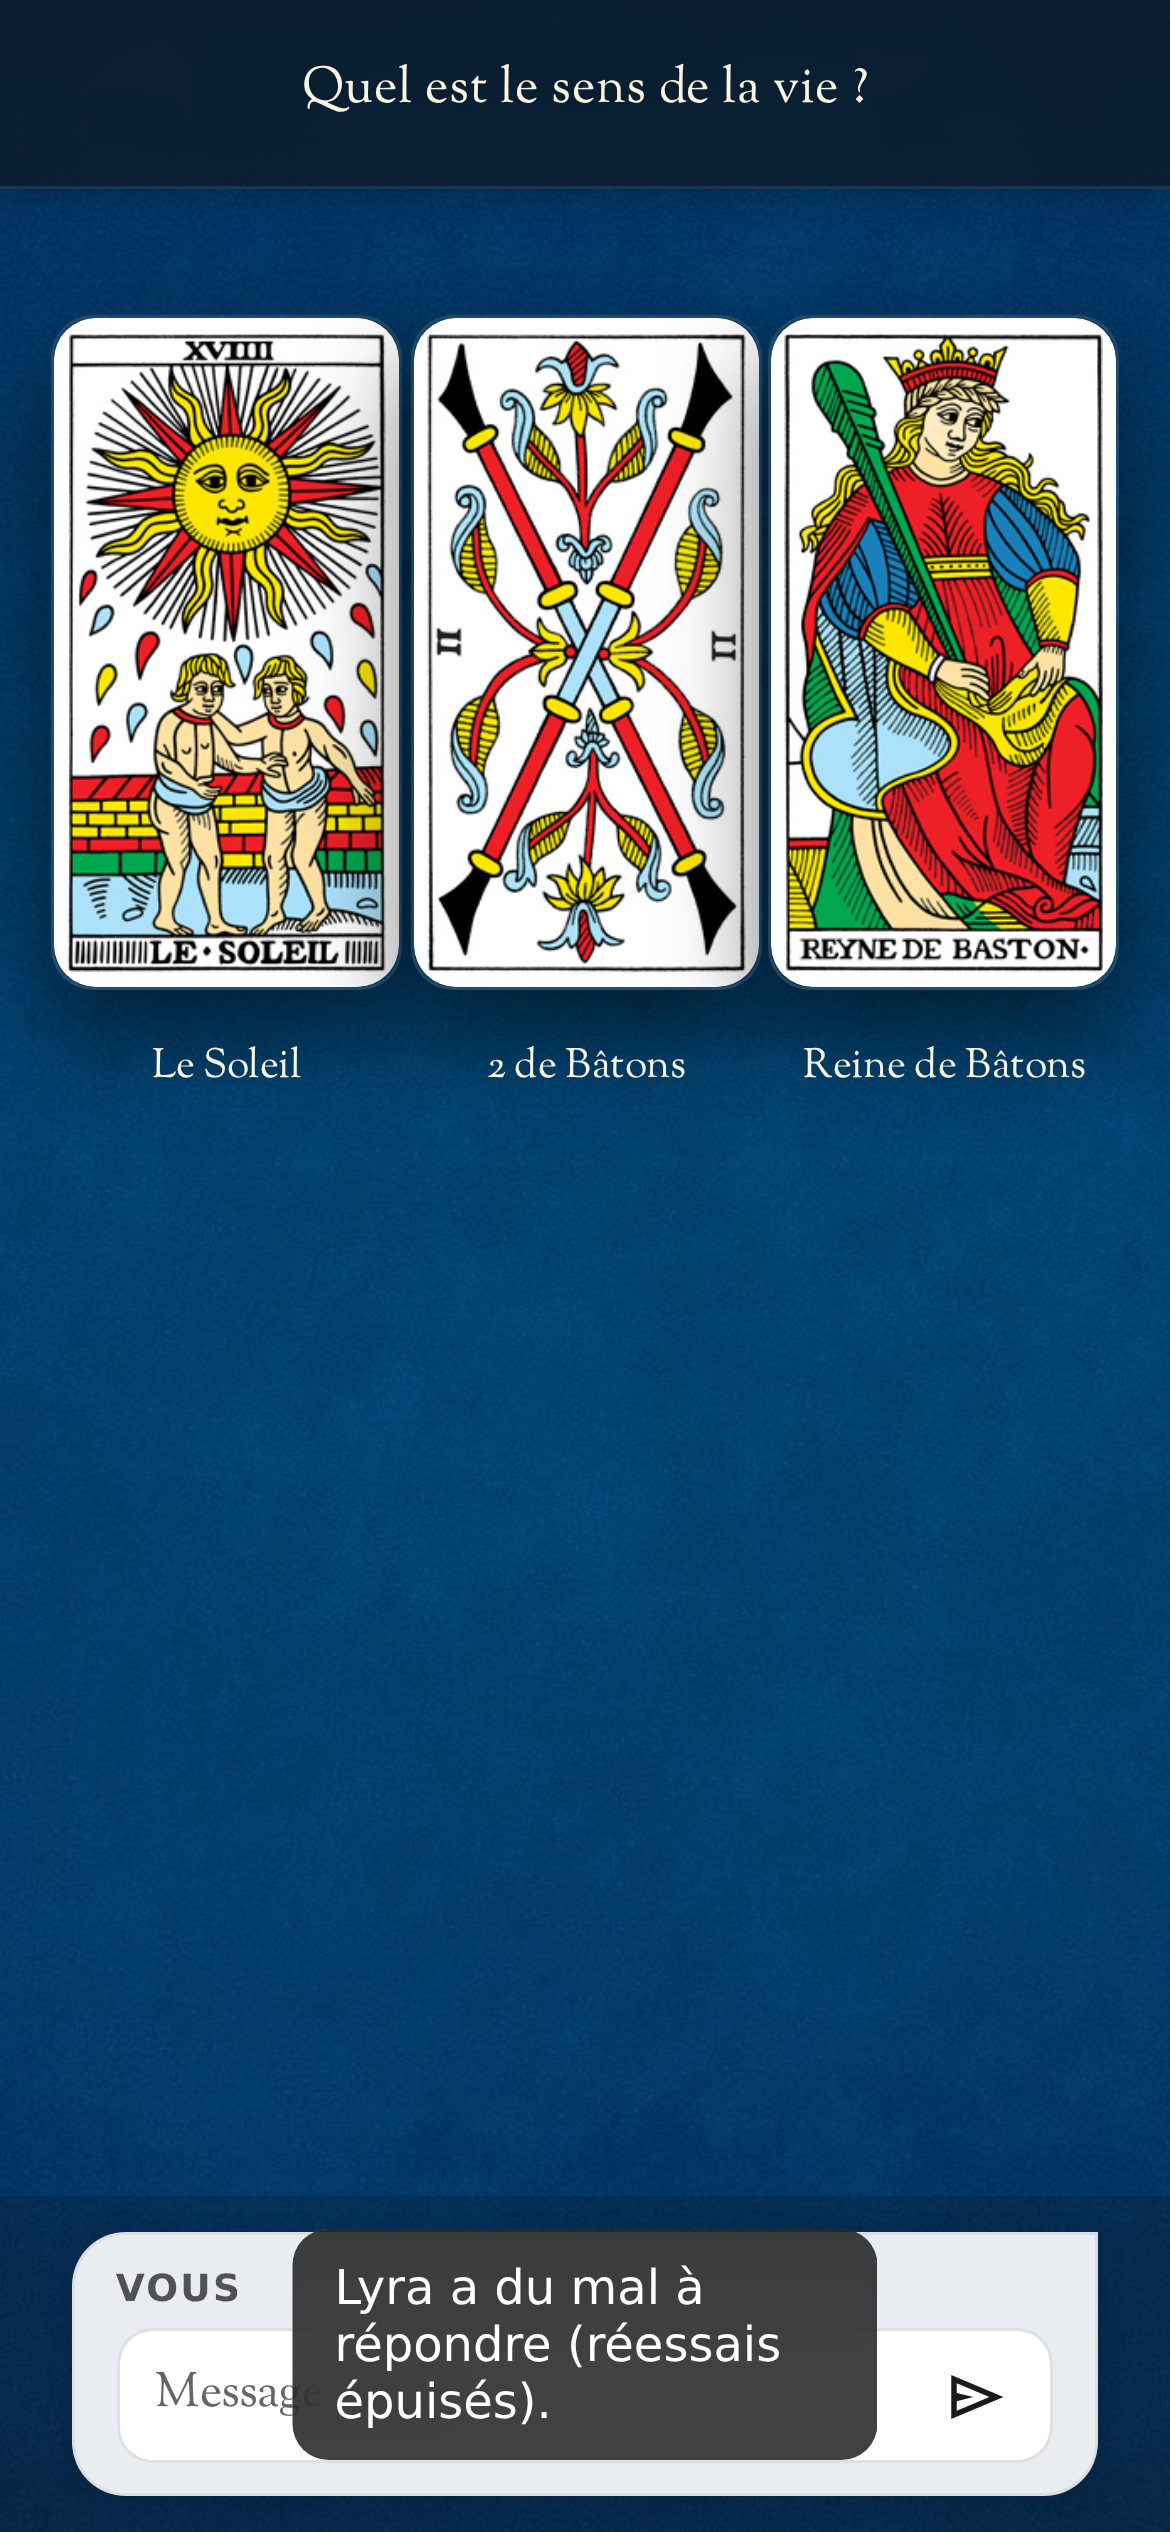 Quel est le sens de la vie ?
XVIIII
II
II
LE•SOLEIL
REYNE DE BASTON•
Le Soleil
2 de Bâtons
Reine de Bâtons
VOUS
Message
Lyra a du mal à
répondre (réessais
épuisés).